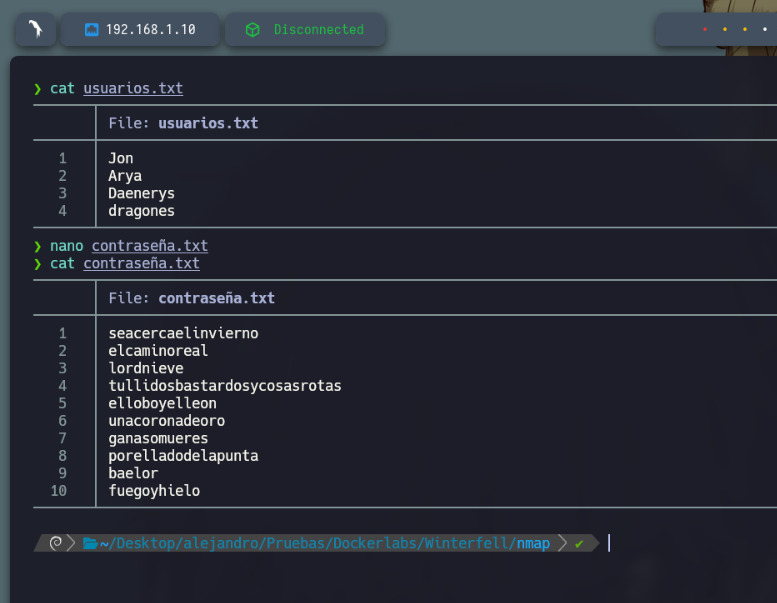 192.168.1.10 Disconnected
❯ cat usuarios.txt
File: usuarios.txt
1 Jon
2 Arya
3 Daenerys
4 dragones
❯ nano contraseña.txt
❯ cat contraseña.txt
File: contraseña.txt
1 seacercaelinvierno
2 elcaminoreal
3 lordnieve
4 tullidosbastardosycosasrotas
5 elloboyelleon
6 unacoronadeoro
7 ganasomueres
8 porelladodelapunta
9 baelor
10 fuegoyhielo
~/Desktop/alejandro/Pruebas/Dockerlabs/Winterfell/nmap ✔